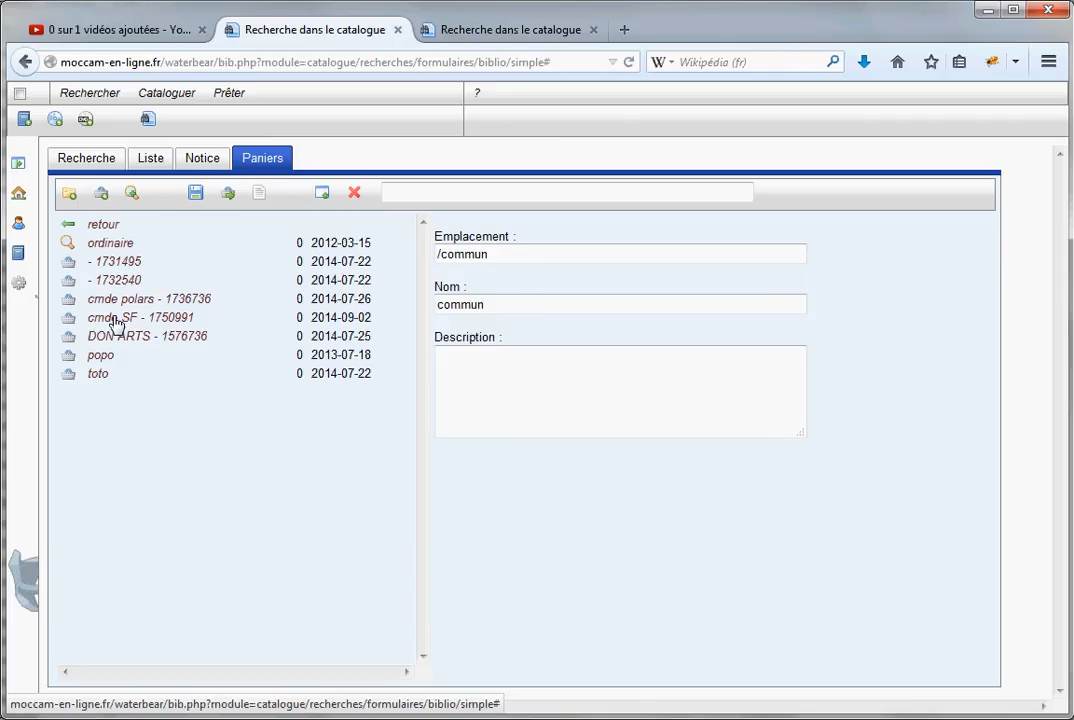 0 sur 1 vidéos ajoutées - Yo...
Recherche dans le catalogue
Recherche dans le catalogue
moccam-en-ligne.fr/waterbear/bib.php?module=catalogue/recherches/formulaires/biblio/simple#
Wikipédia (fr)
Rechercher Cataloguer Prêter ?
Recherche Liste Notice Paniers
retour
ordinaire 0 2012-03-15
- 1731495 0 2014-07-22
- 1732540 0 2014-07-22
cmde polars - 1736736 0 2014-07-26
cmde SF - 1750991 0 2014-09-02
DON ARTS - 1576736 0 2014-07-25
popo 0 2013-07-18
toto 0 2014-07-22
Emplacement :
/commun
Nom :
commun
Description :
moccam-en-ligne.fr/waterbear/bib.php?module=catalogue/recherches/formulaires/biblio/simple#